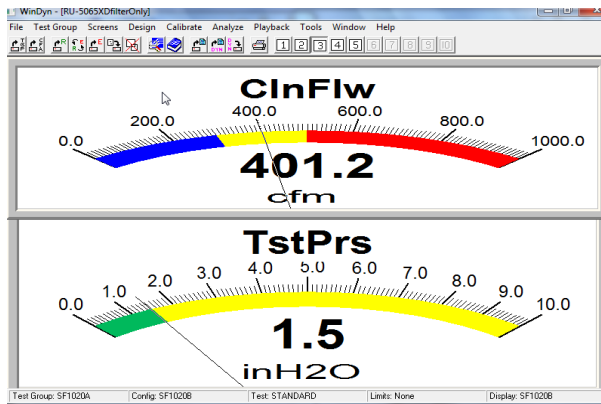 WinDyn - [RU-5065XDfilterOnly]
File Test Group Screens Design Calibrate Analyze Playback Tools Window Help
1 2 3 4 5 6 7 8 9 10
ClnFlw
0.0 200.0 400.0 600.0 800.0 1000.0
401.2
cfm
TstPrs
0.0 1.0 2.0 3.0 4.0 5.0 6.0 7.0 8.0 9.0 10.0
1.5
inH2O
Test Group: SF1020A Config: SF1020B Test: STANDARD Limits: None Display: SF1020B